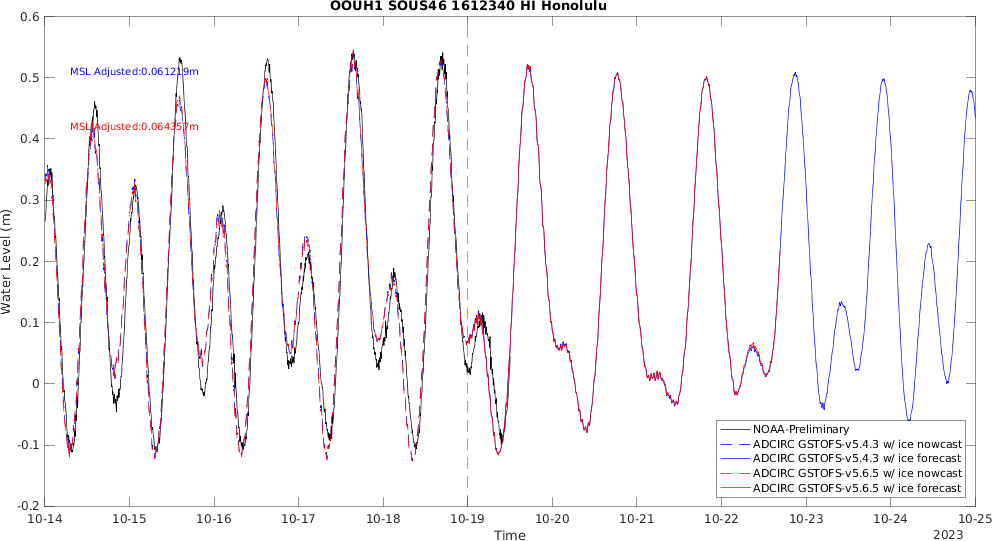 OOUH1 SOUS46 1612340 HI Honolulu
0.6
0.5
0.4
0.3
0.2
0.1
0
-0.1
-0.2
Water Level (m)
MSL Adjusted:0.061219m
MSL Adjusted:0.064357m
NOAA-Preliminary
ADCIRC GSTOFS-v5.4.3 w/ ice nowcast
ADCIRC GSTOFS-v5.4.3 w/ ice forecast
ADCIRC GSTOFS-v5.6.5 w/ ice nowcast
ADCIRC GSTOFS-v5.6.5 w/ ice forecast
10-14 10-15 10-16 10-17 10-18 10-19 10-20 10-21 10-22 10-23 10-24 10-25
Time
2023